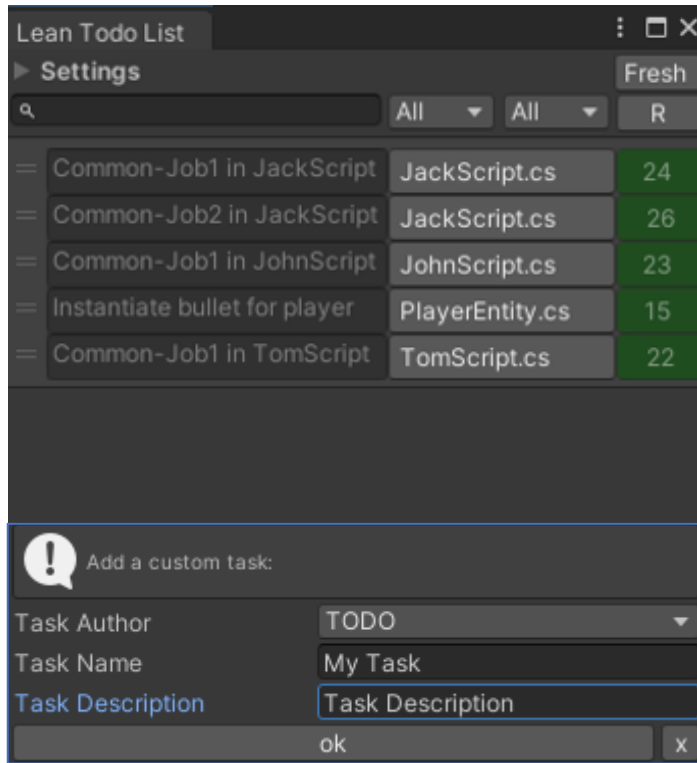 Lean Todo List
Settings Fresh
All All R
Common-Job1 in JackScript JackScript.cs 24
Common-Job2 in JackScript JackScript.cs 26
Common-Job1 in JohnScript JohnScript.cs 23
Instantiate bullet for player PlayerEntity.cs 15
Common-Job1 in TomScript TomScript.cs 22
Add a custom task:
Task Author TODO
Task Name My Task
Task Description Task Description
ok x